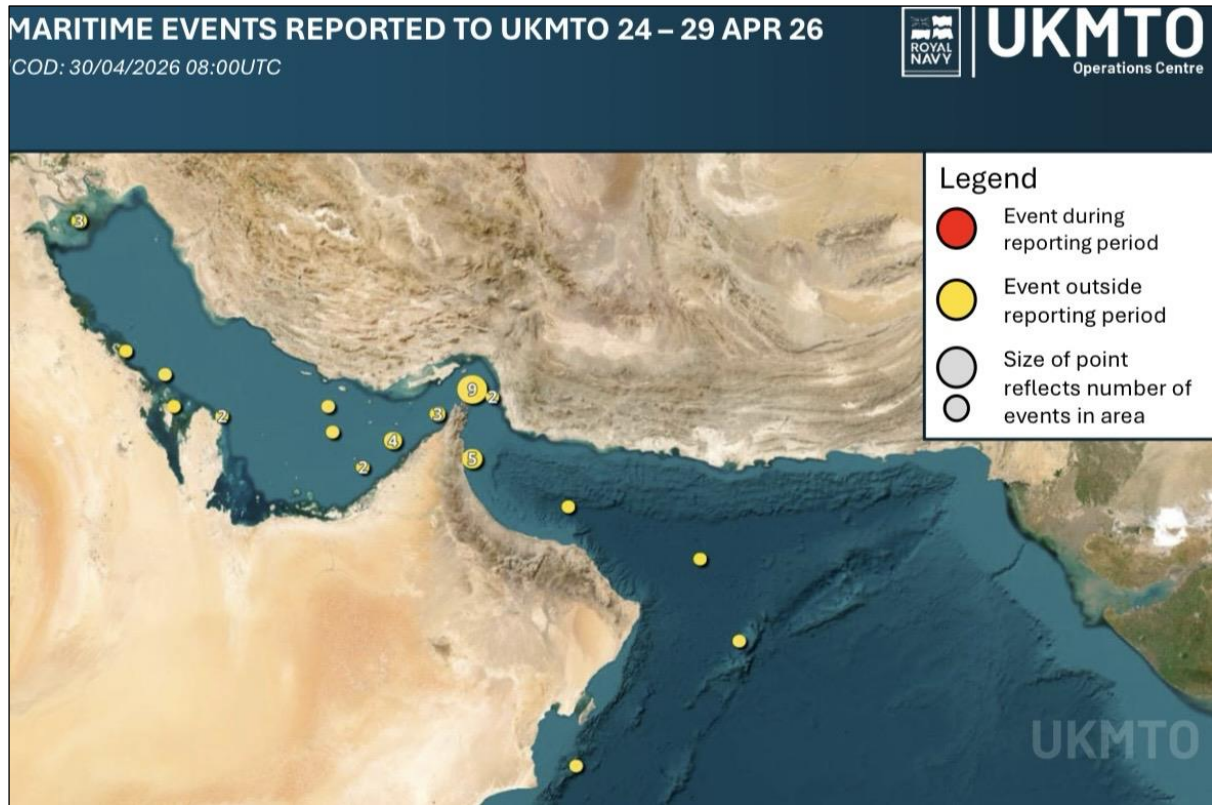 MARITIME EVENTS REPORTED TO UKMTO 24 – 29 APR 26
ICOD: 30/04/2026 08:00UTC
ROYAL
NAVY
UKMTO
Operations Centre
Legend
Event during
reporting period
Event outside
reporting period
Size of point
reflects number of
events in area
3
9
2
2
3
4
5
2
UKMTO